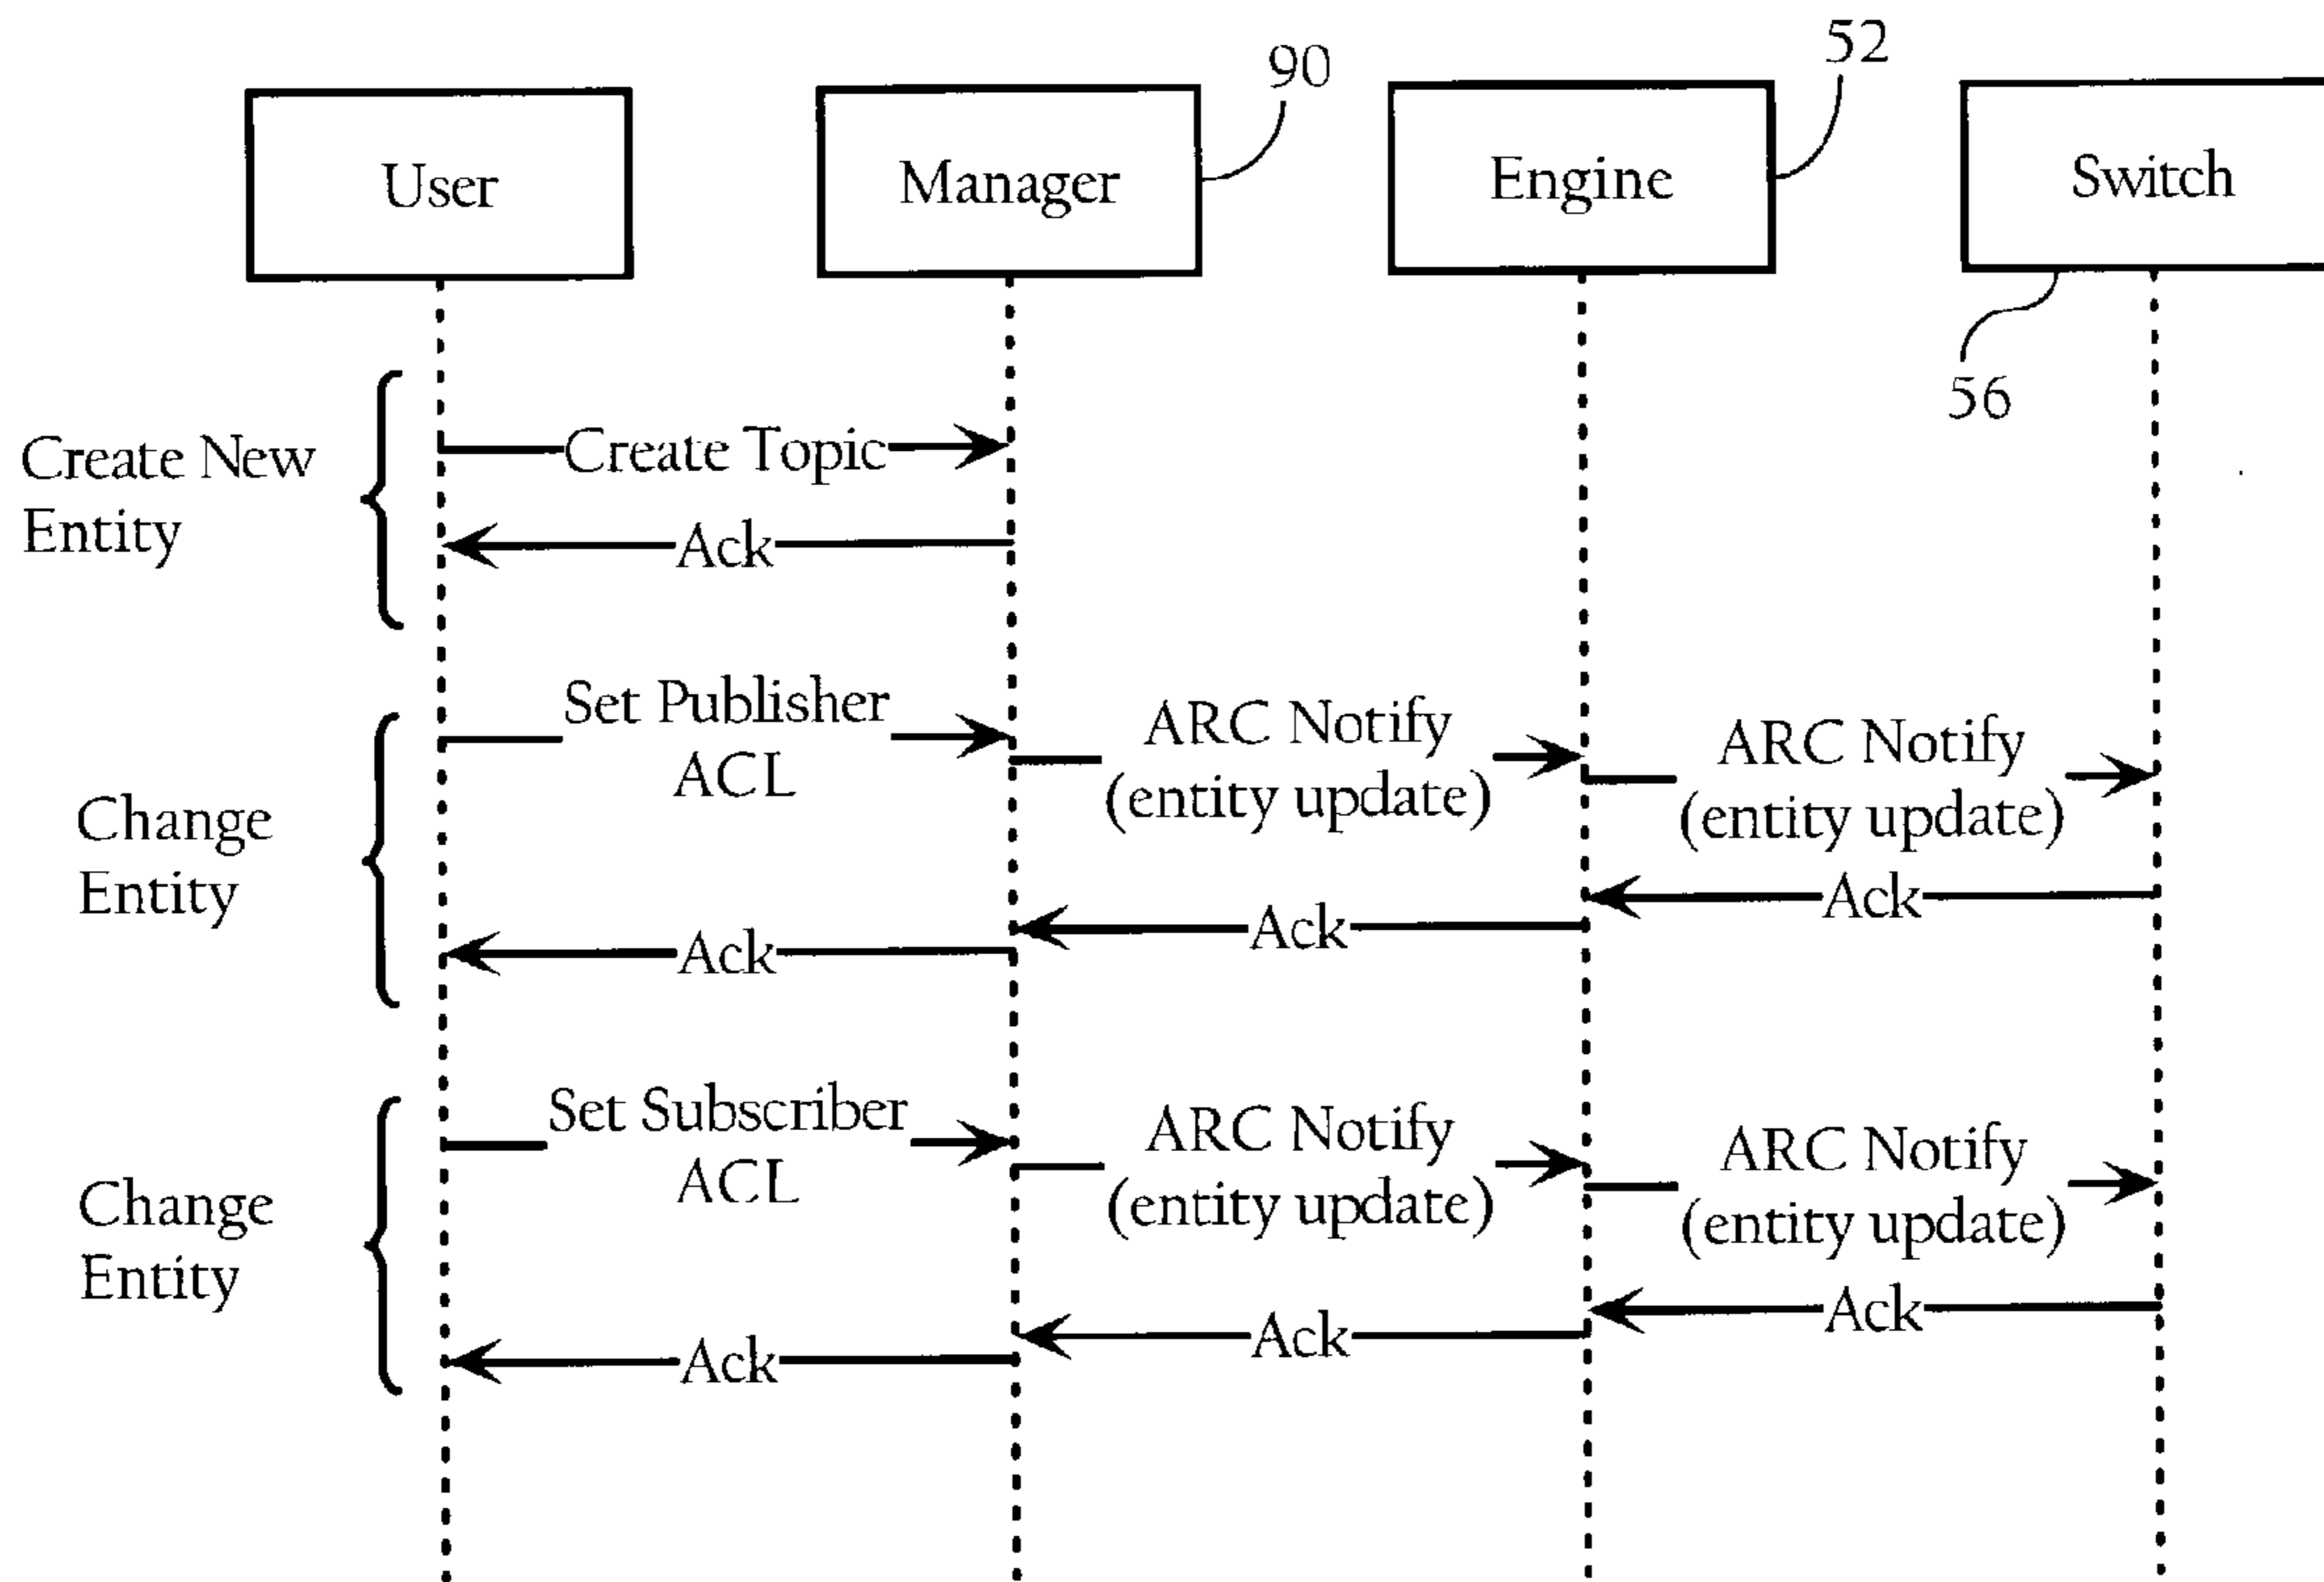 52
90
User
Manager
Engine
Switch
56
Create New
Entity
Create Topic
Ack
Change
Entity
Set Publisher
ACL
ARC Notify
(entity update)
ARC Notify
(entity update)
Ack
Ack
Ack
Change
Entity
Set Subscriber
ACL
ARC Notify
(entity update)
ARC Notify
(entity update)
Ack
Ack
Ack